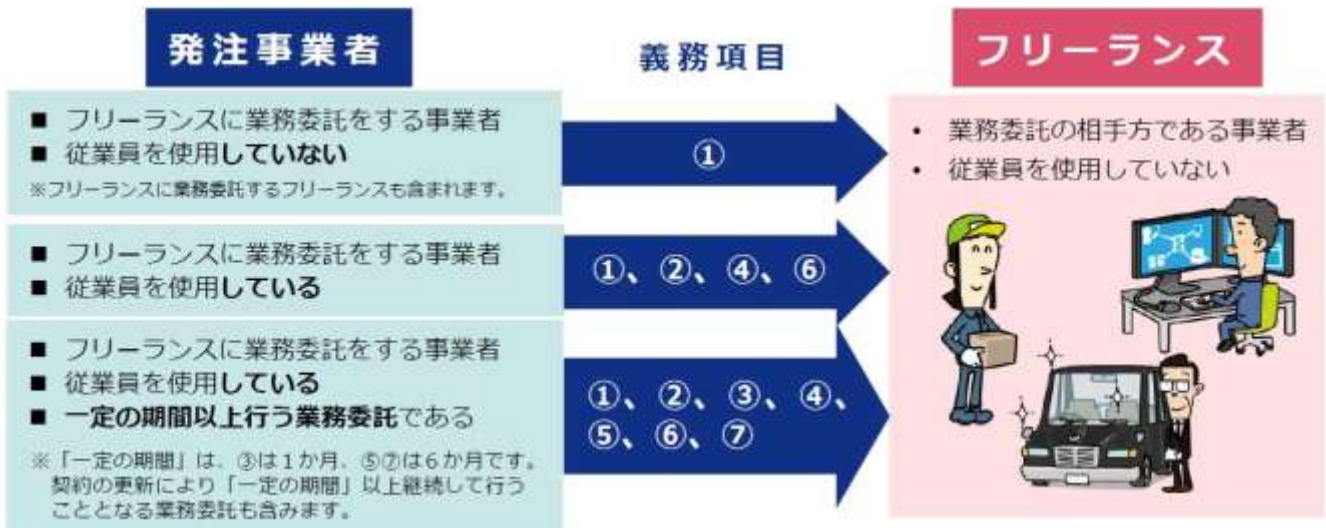 発注事業者
義務項目
フリーランス
■ フリーランスに業務委託をする事業者
■ 従業員を使用していない
※フリーランスに業務委託するフリーランスも含まれます。
①
■ フリーランスに業務委託をする事業者
■ 従業員を使用している
①、②、④、⑥
■ フリーランスに業務委託をする事業者
■ 従業員を使用している
■ 一定の期間以上行う業務委託である
※「一定の期間」は、③は1か月、⑤⑦は6か月です。
契約の更新により「一定の期間」以上継続して行う
こととなる業務委託も含みます。
①、②、③、④、
⑤、⑥、⑦
• 業務委託の相手方である事業者
• 従業員を使用していない